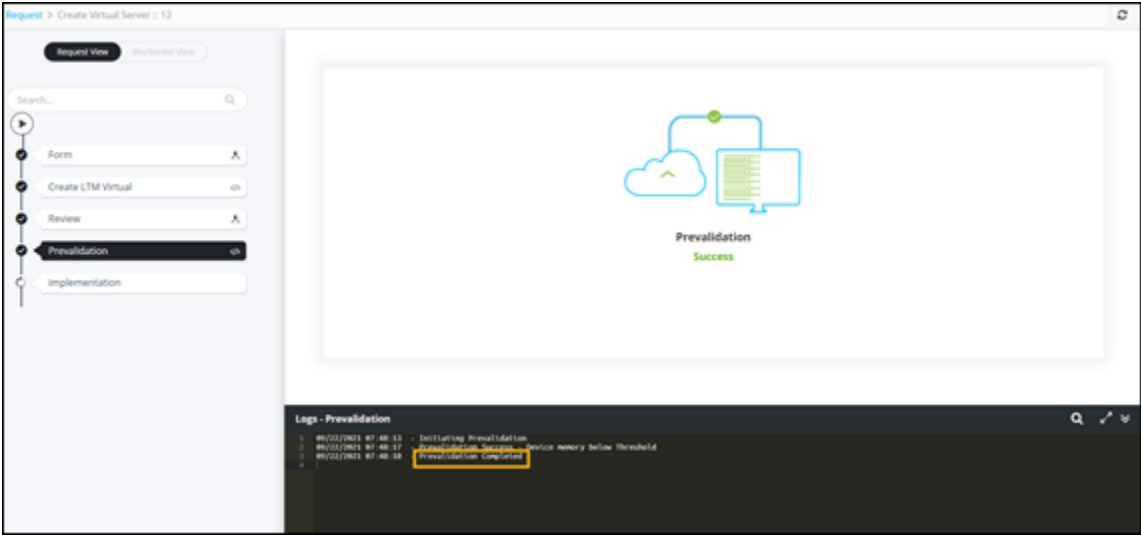 Request > Create Virtual Server :: 12
Request View
Workorder View
Search...
Form
Create LTM Virtual
Review
Prevalidation
Implementation
Prevalidation
Success
Logs - Prevalidation
1 09/22/2021 07:48:13 - Initiating Prevalidation
2 09/22/2021 07:48:17 - Prevalidation Success - Device memory below Threshold
3 09/22/2021 07:48:18 - Prevalidation Completed
4